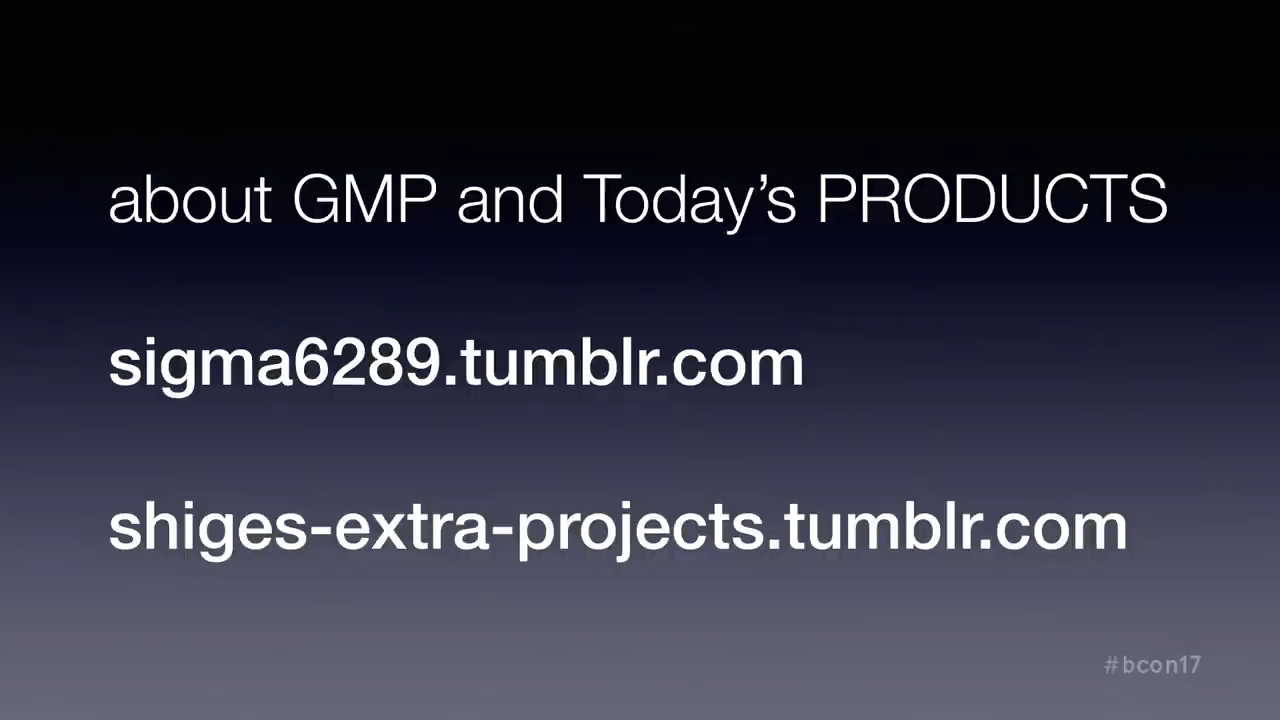 about GMP and Today’s PRODUCTS
sigma6289.tumblr.com
shiges-extra-projects.tumblr.com
#bcon17